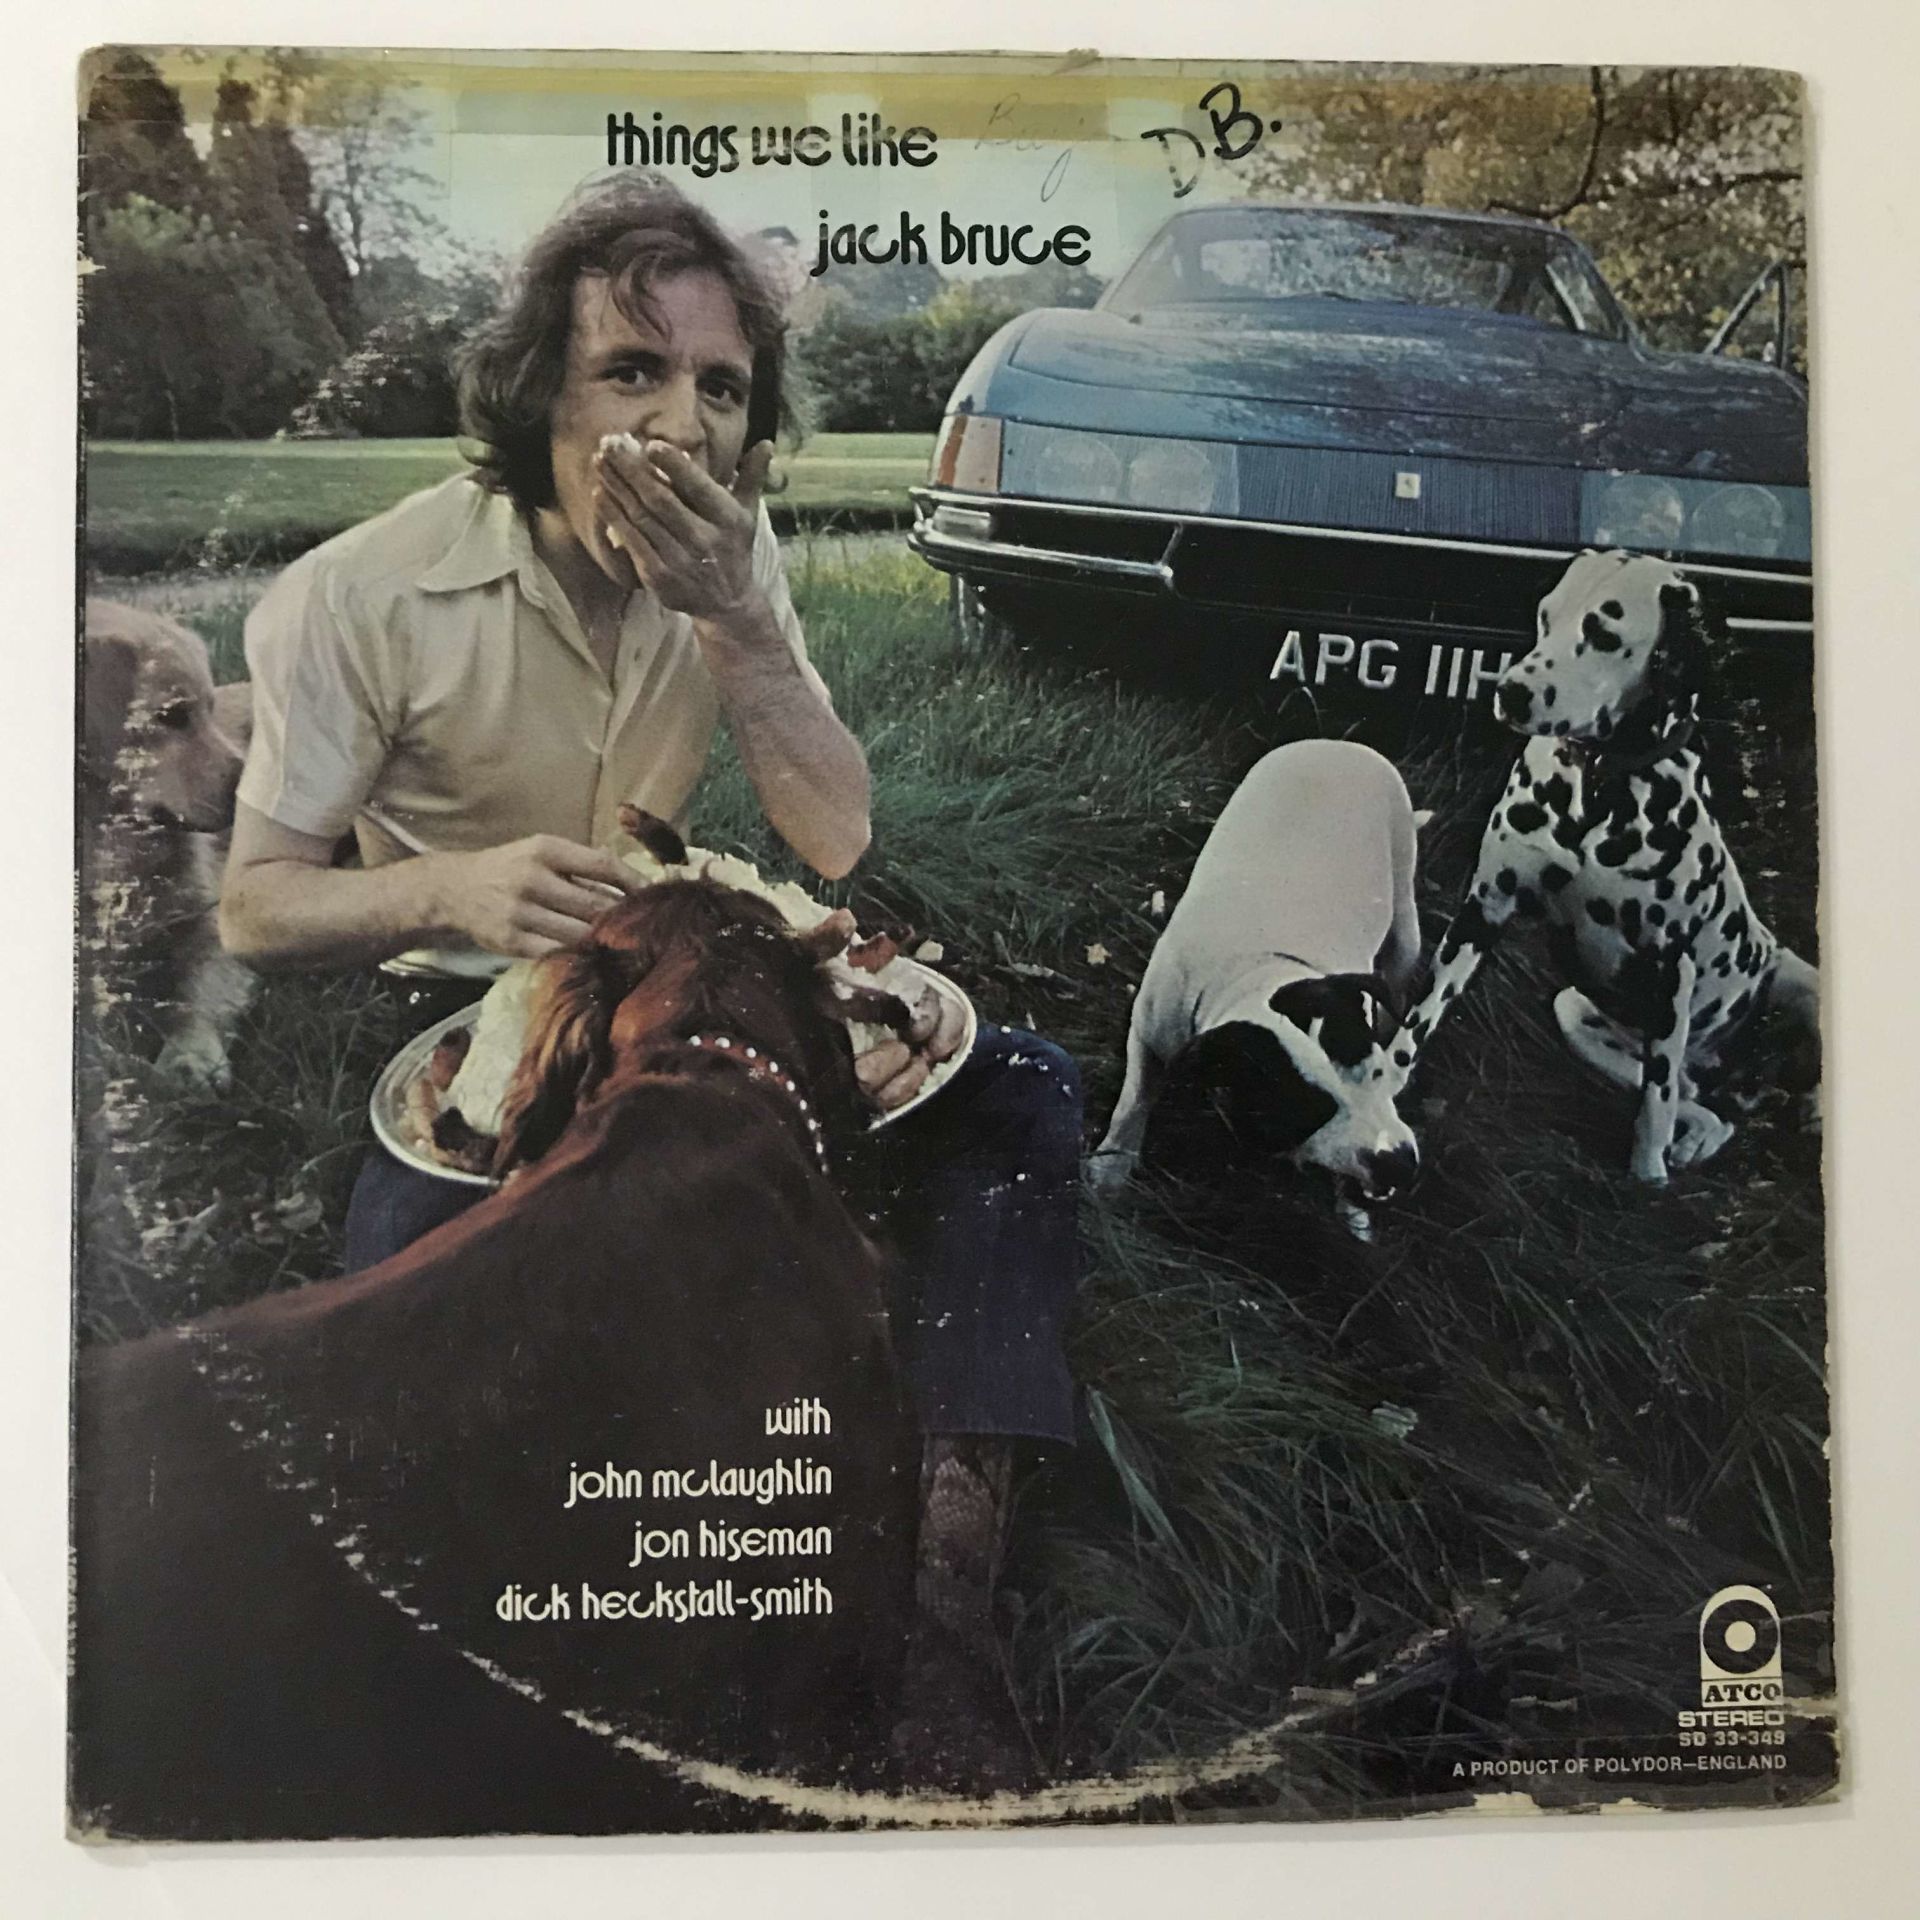 things we like
D B.
jack bruce
APG 11H
with
john mclaughlin
jon hiseman
dick heckstall-smith
ATCO
STEREO
SD 33-349
A PRODUCT OF POLYDOR—ENGLAND